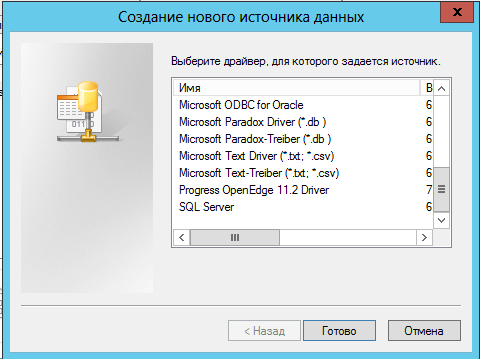 Создание нового источника данных
x
Выберите драйвер, для которого задается источник.
Имя В
Microsoft ODBC for Oracle 6
Microsoft Paradox Driver (*.db ) 6
Microsoft Paradox-Treiber (*.db ) 6
Microsoft Text Driver (*.txt; *.csv) 6
Microsoft Text-Treiber (*.txt; *.csv) 6
Progress OpenEdge 11.2 Driver 7
SQL Server 6
< Назад Готово Отмена